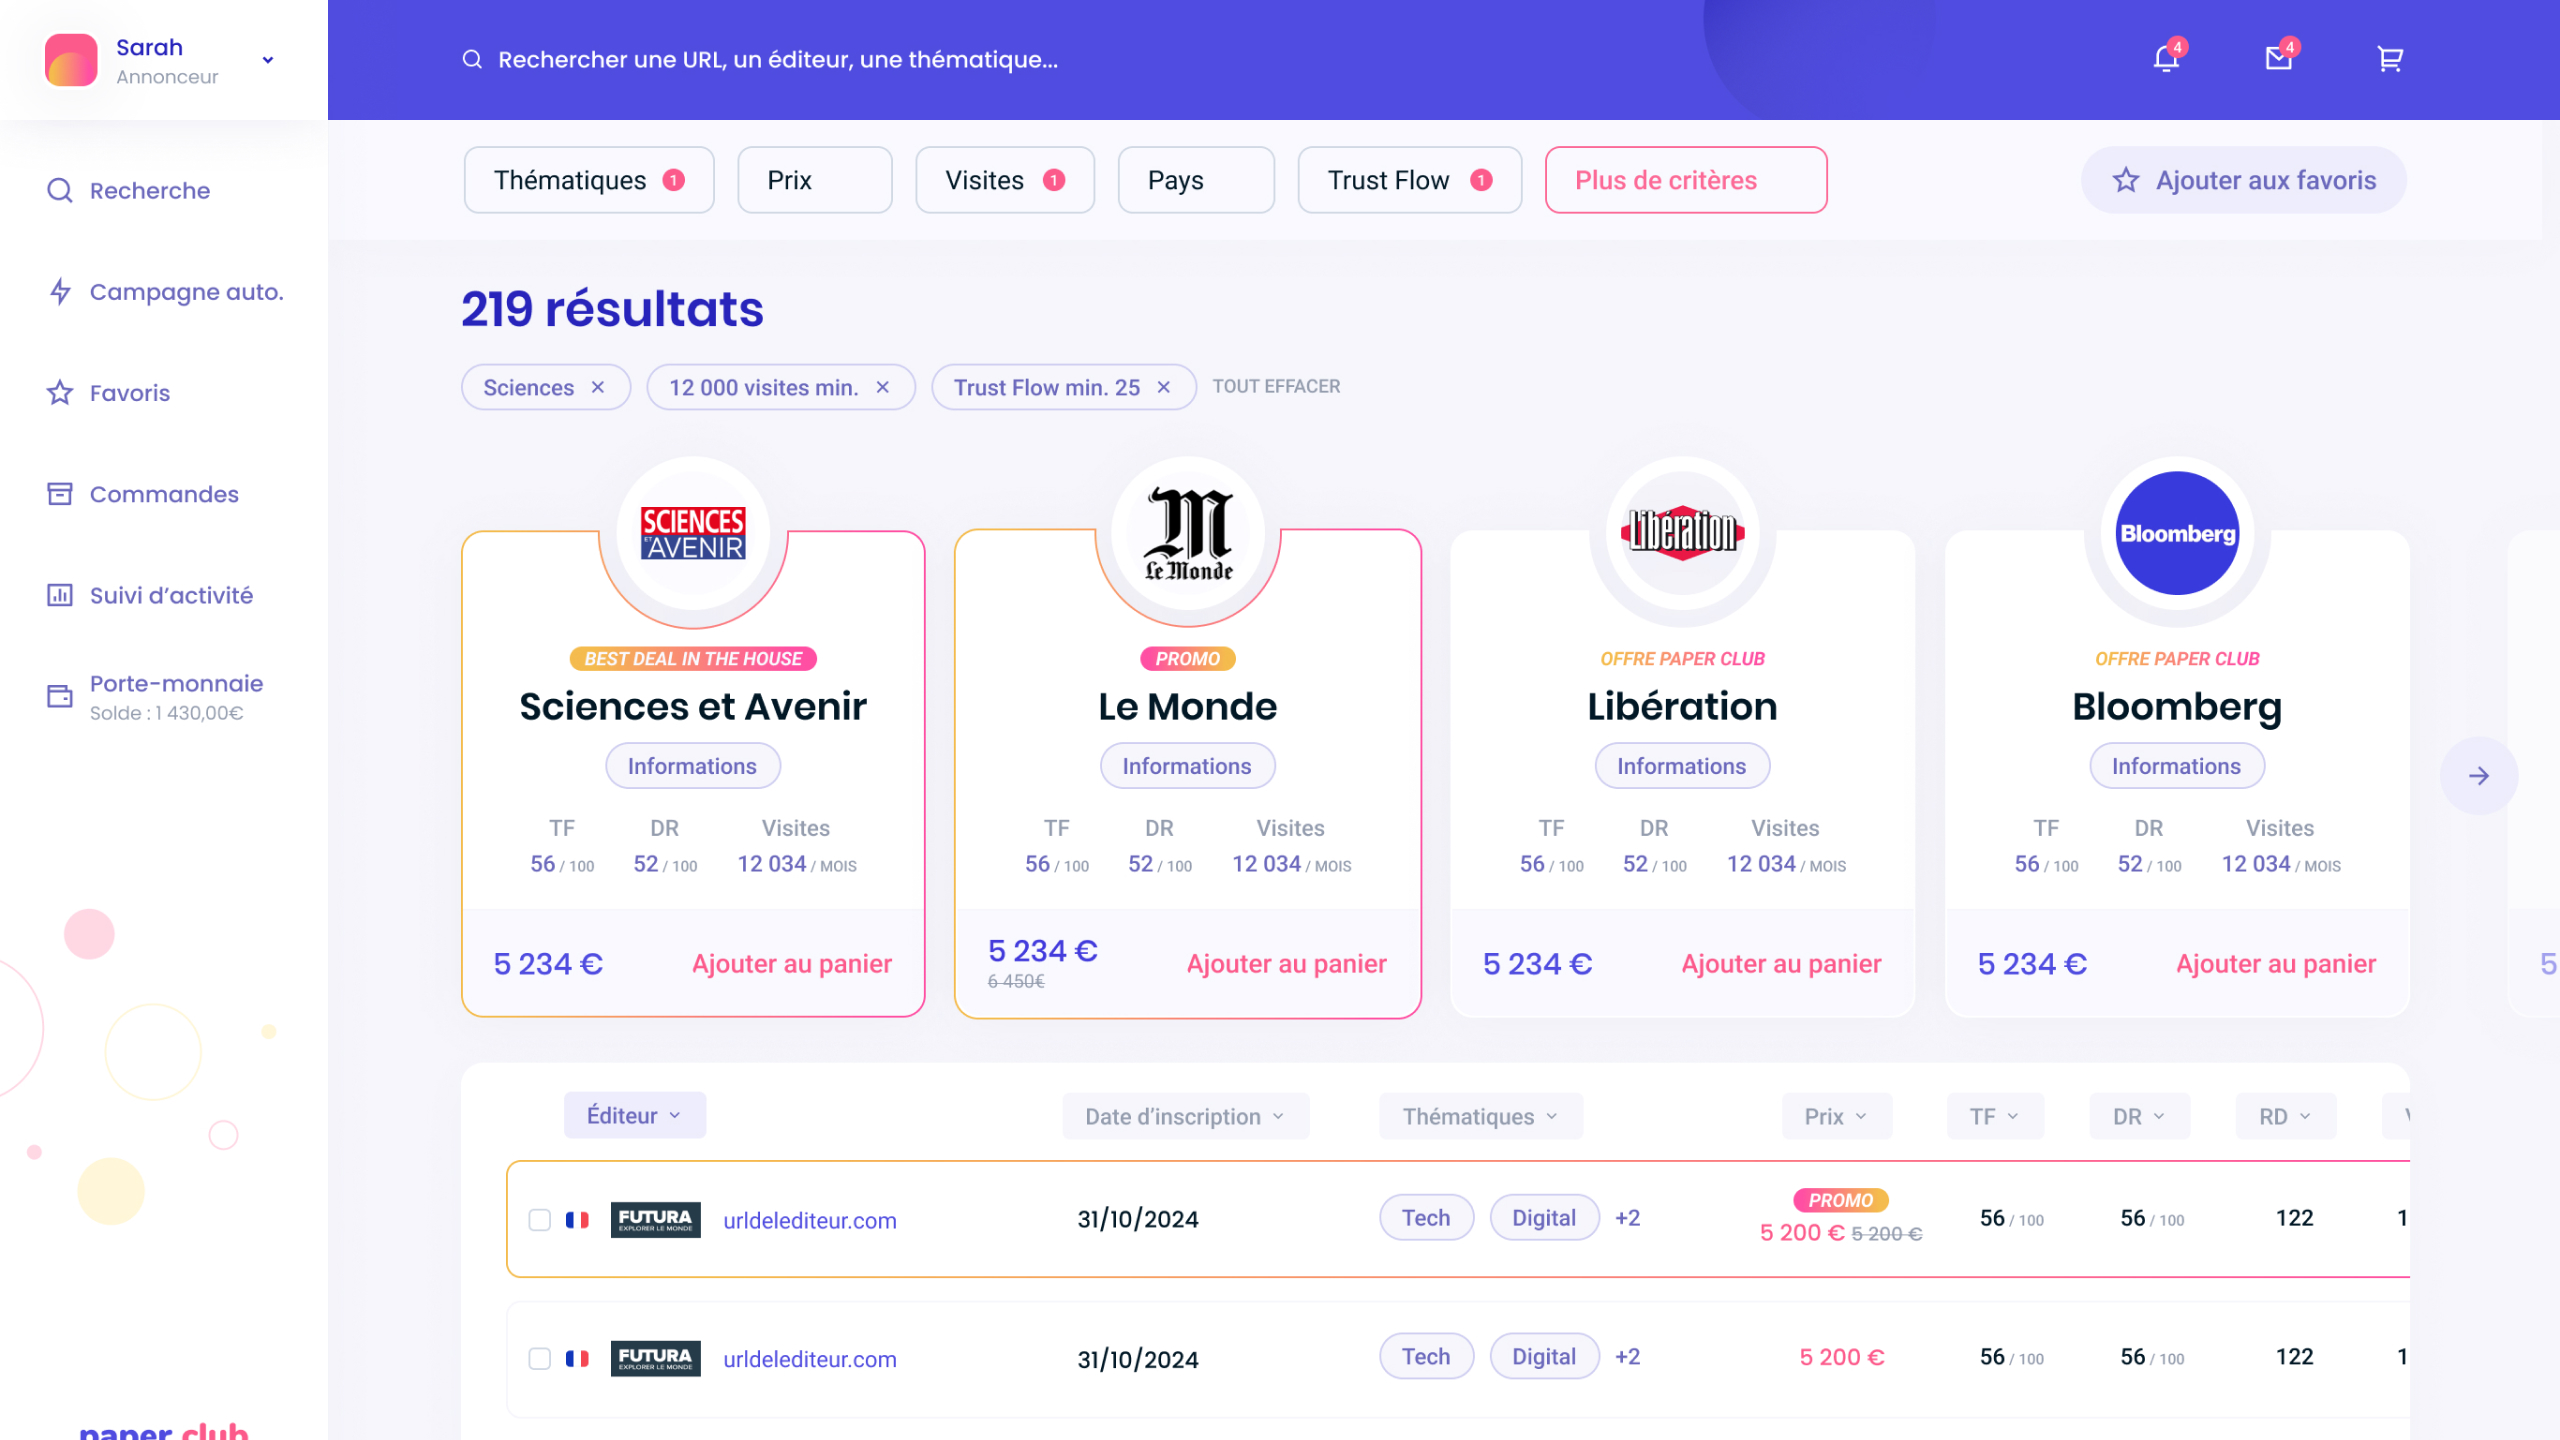 Sarah
Annonceur
Rechercher une URL, un éditeur, une thématique...
4
4
Recherche
Campagne auto.
Favoris
Commandes
Suivi d’activité
Porte-monnaie
Solde : 1 430,00€
paper club
Thématiques 1
Prix
Visites 1
Pays
Trust Flow 1
Plus de critères
Ajouter aux favoris
219 résultats
Sciences ✕
12 000 visites min. ✕
Trust Flow min. 25 ✕
TOUT EFFACER
SCIENCES
ET AVENIR
BEST DEAL IN THE HOUSE
Sciences et Avenir
Informations
TF DR Visites
56 / 100 52 / 100 12 034 / MOIS
5 234 € Ajouter au panier
M
Le Monde
PROMO
Le Monde
Informations
TF DR Visites
56 / 100 52 / 100 12 034 / MOIS
5 234 € Ajouter au panier
6 450€
Libération
OFFRE PAPER CLUB
Libération
Informations
TF DR Visites
56 / 100 52 / 100 12 034 / MOIS
5 234 € Ajouter au panier
Bloomberg
OFFRE PAPER CLUB
Bloomberg
Informations
TF DR Visites
56 / 100 52 / 100 12 034 / MOIS
5 234 € Ajouter au panier
5
Éditeur Date d’inscription Thématiques Prix TF DR RD
FUTURA
EXPLORER LE MONDE
urldelediteur.com 31/10/2024 Tech Digital +2
PROMO
5 200 € 5 200 €
56 / 100 56 / 100 122 1
FUTURA
EXPLORER LE MONDE
urldelediteur.com 31/10/2024 Tech Digital +2 5 200 € 56 / 100 56 / 100 122 1